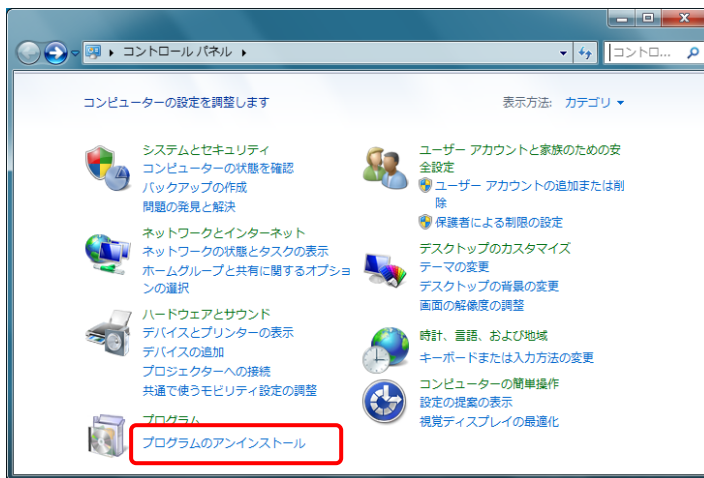 コントロール パネル
コントロ...
コンピューターの設定を調整します
表示方法: カテゴリ
システムとセキュリティ
コンピューターの状態を確認
バックアップの作成
問題の発見と解決
ネットワークとインターネット
ネットワークの状態とタスクの表示
ホームグループと共有に関するオプショ
ンの選択
ハードウェアとサウンド
デバイスとプリンターの表示
デバイスの追加
プロジェクターへの接続
共通で使うモビリティ設定の調整
プログラム
プログラムのアンインストール
ユーザー アカウントと家族のための安
全設定
ユーザー アカウントの追加または削
除
保護者による制限の設定
デスクトップのカスタマイズ
テーマの変更
デスクトップの背景の変更
画面の解像度の調整
時計、言語、および地域
キーボードまたは入力方法の変更
コンピューターの簡単操作
設定の提案の表示
視覚ディスプレイの最適化